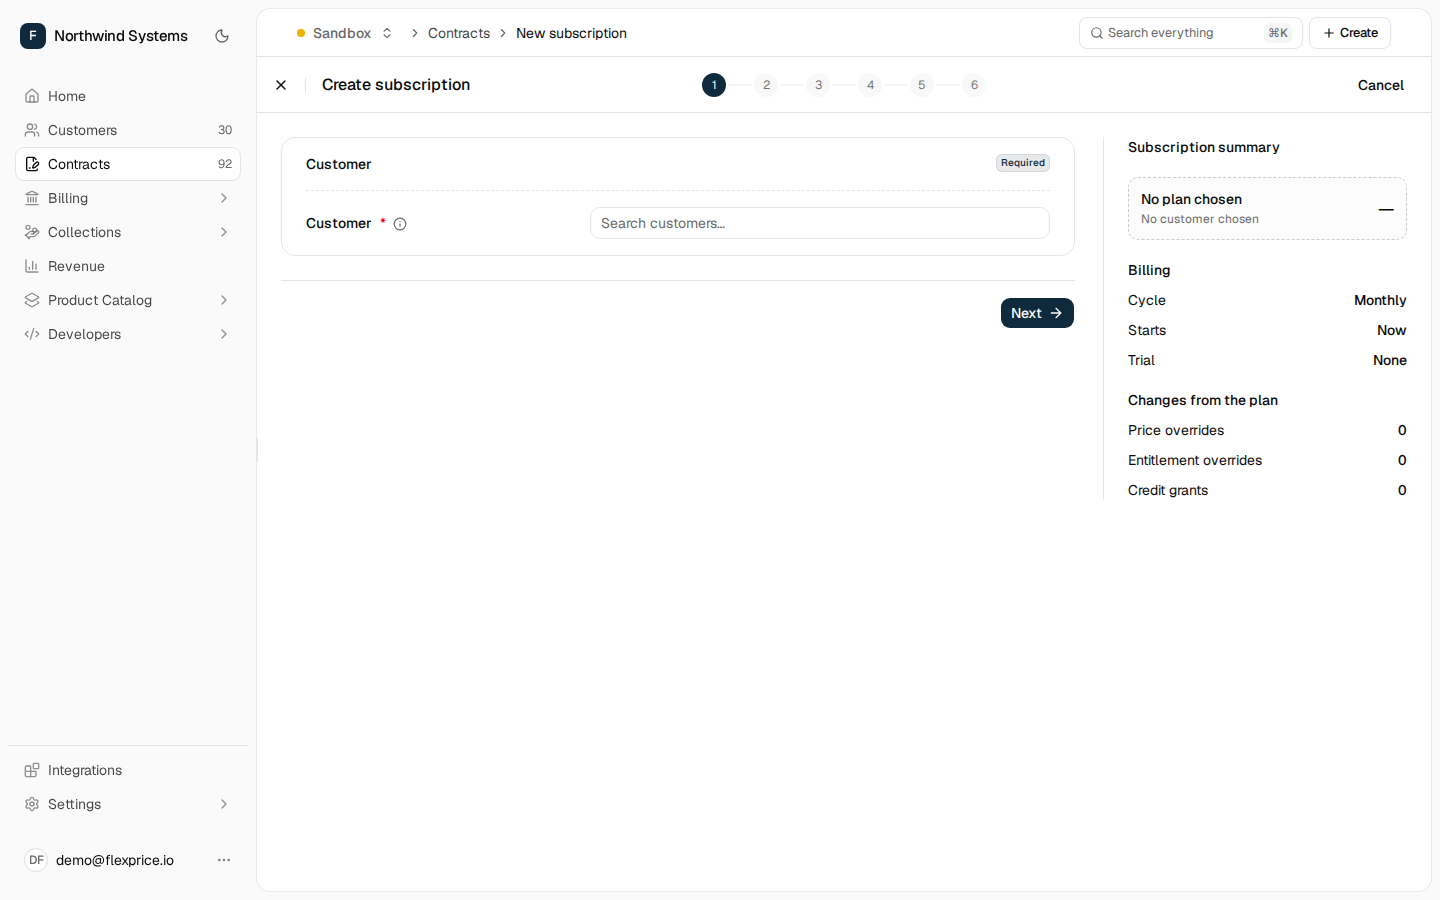 F Northwind Systems
Home
Customers 30
Contracts 92
Billing
Collections
Revenue
Product Catalog
Developers
Integrations
Settings
DF demo@flexprice.io
Sandbox Contracts New subscription
Search everything ⌘K
Create
Create subscription
1 2 3 4 5 6
Cancel
Customer Required
Customer * Search customers...
Next
Subscription summary
No plan chosen
No customer chosen
—
Billing
Cycle Monthly
Starts Now
Trial None
Changes from the plan
Price overrides 0
Entitlement overrides 0
Credit grants 0